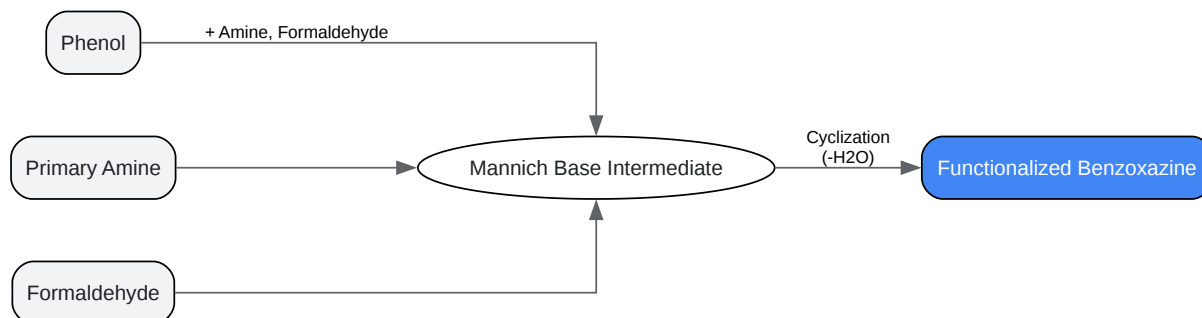 Phenol
+ Amine, Formaldehyde
Primary Amine
Mannich Base Intermediate
Cyclization
(-H2O)
Functionalized Benzoxazine
Formaldehyde